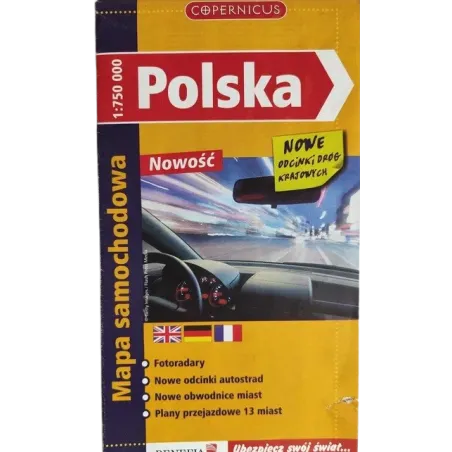 COPERNICUS
1:750 000
Polska
NOWE
ODCINKI DRÓG
KRAJOWYCH
Nowość
Mapa samochodowa
Fotoradary
Nowe odcinki autostrad
Nowe obwodnice miast
Plany przejazdowe 13 miast
Ubezpiecz swój świat...